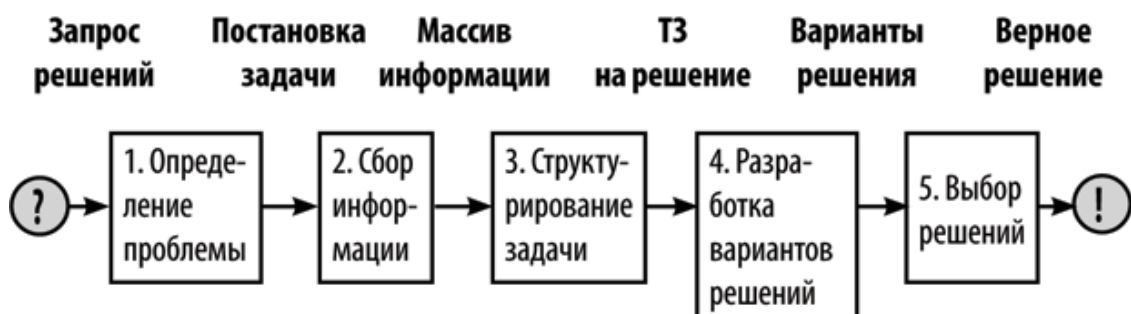 Запрос
решений
Постановка
задачи
Массив
информации
ТЗ
на решение
Варианты
решения
Верное
решение
?
1. Опреде-
ление
проблемы
2. Сбор
инфор-
мации
3. Структу-
рирование
задачи
4. Разра-
ботка
вариантов
решений
5. Выбор
решений
!